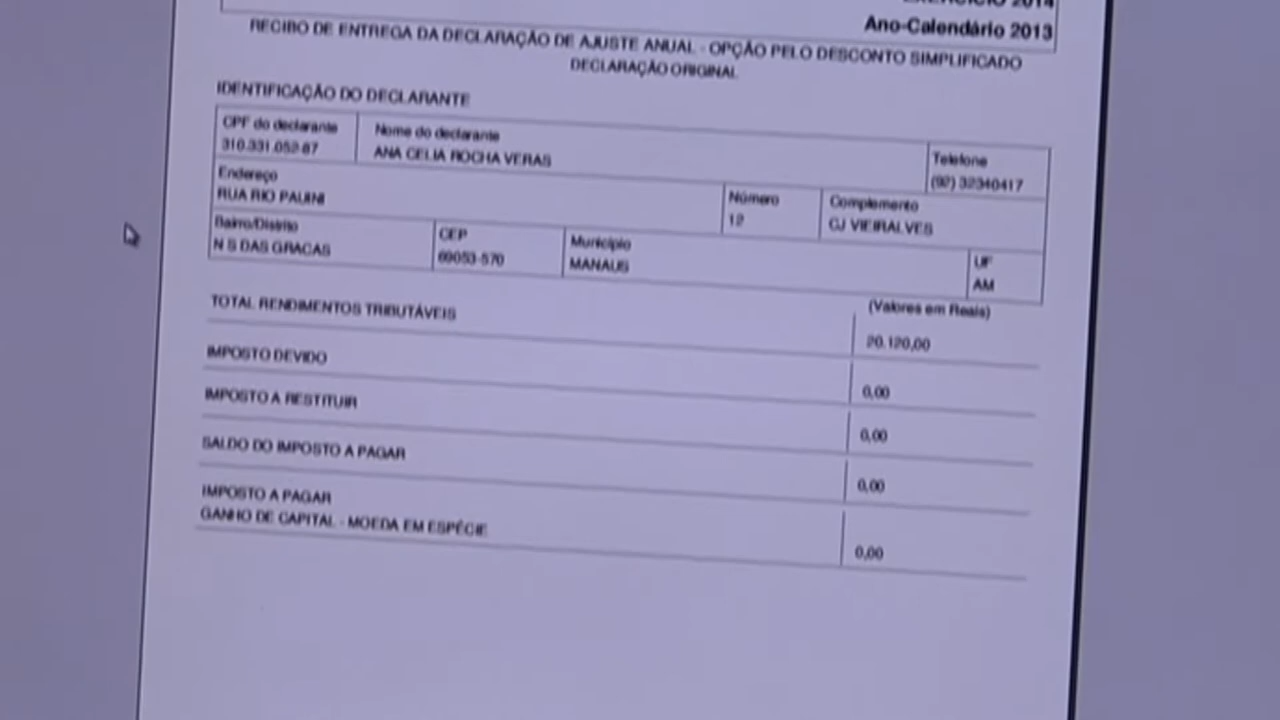 EXERCÍCIO 2014
Ano-Calendário 2013
RECIBO DE ENTREGA DA DECLARAÇÃO DE AJUSTE ANUAL - OPÇÃO PELO DESCONTO SIMPLIFICADO
DECLARAÇÃO ORIGINAL
IDENTIFICAÇÃO DO DECLARANTE
CPF do declarante
Nome do declarante
Telefone
310.331.052-87
ANA CELIA ROCHA VERAS
(92) 32340417
Endereço
Número
Complemento
RUA RIO PAUINI
12
CJ VIEIRALVES
Bairro/Distrito
CEP
Município
UF
N S DAS GRACAS
69053-570
MANAUS
AM
(Valores em Reais)
TOTAL RENDIMENTOS TRIBUTÁVEIS
20.120,00
IMPOSTO DEVIDO
0,00
IMPOSTO A RESTITUIR
0,00
SALDO DO IMPOSTO A PAGAR
0,00
IMPOSTO A PAGAR
GANHO DE CAPITAL - MOEDA EM ESPÉCIE
0,00